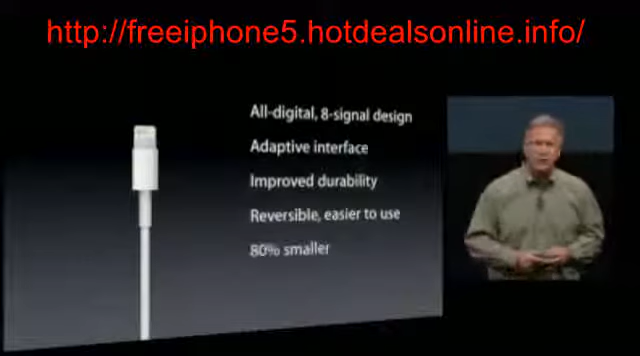 http://freeiphone5.hotdealsonline.info/
All-digital, 8-signal design
Adaptive interface
Improved durability
Reversible, easier to use
80% smaller